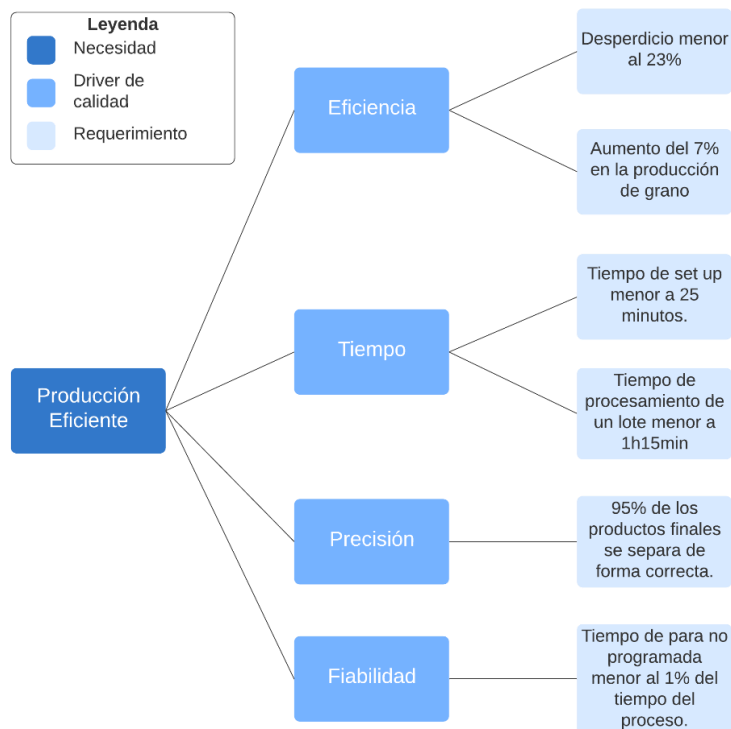 Leyenda
Necesidad
Driver de
calidad
Requerimiento
Producción
Eficiente
Eficiencia
Desperdicio menor
al 23%
Aumento del 7%
en la producción
de grano
Tiempo
Tiempo de set up
menor a 25
minutos.
Tiempo de
procesamiento de
un lote menor a
1h15min
Precisión
95% de los
productos finales
se separa de
forma correcta.
Fiabilidad
Tiempo de para no
programada
menor al 1% del
tiempo del
proceso.